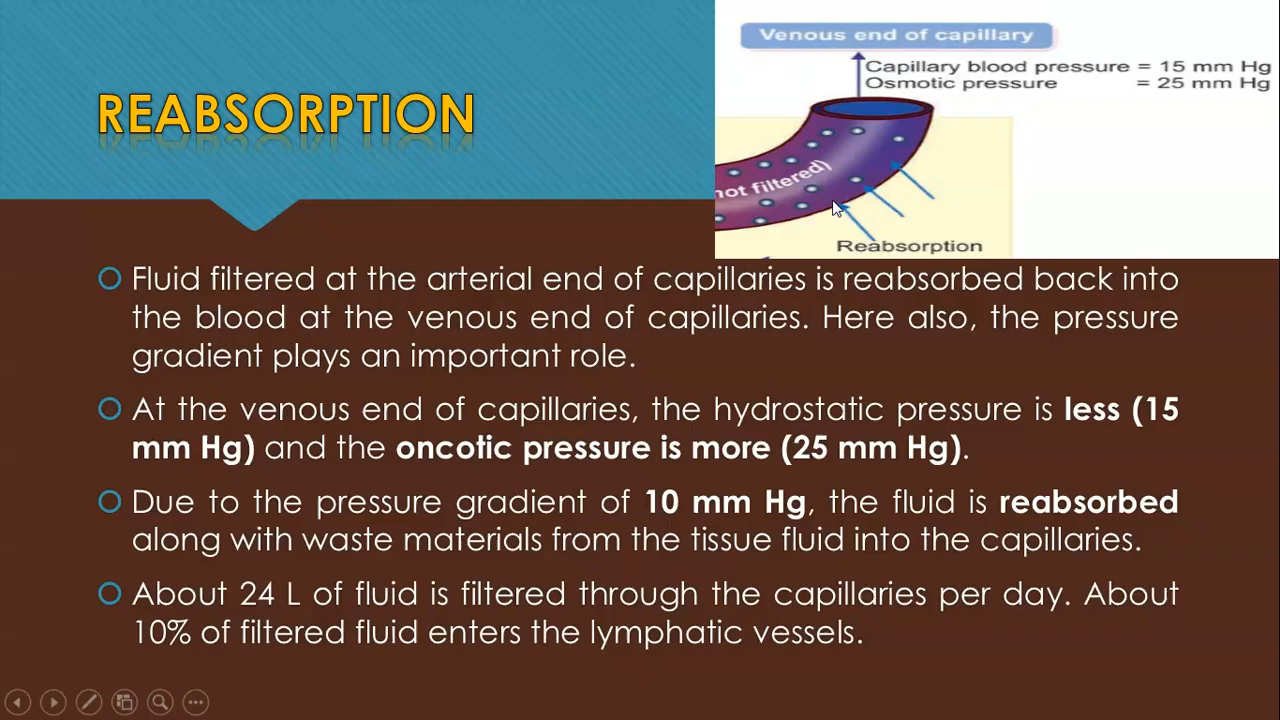 REABSORPTION
Venous end of capillary
Capillary blood pressure = 15 mm Hg
Osmotic pressure = 25 mm Hg
not filtered)
Reabsorption
Fluid filtered at the arterial end of capillaries is reabsorbed back into
the blood at the venous end of capillaries. Here also, the pressure
gradient plays an important role.
At the venous end of capillaries, the hydrostatic pressure is less (15
mm Hg) and the oncotic pressure is more (25 mm Hg).
Due to the pressure gradient of 10 mm Hg, the fluid is reabsorbed
along with waste materials from the tissue fluid into the capillaries.
About 24 L of fluid is filtered through the capillaries per day. About
10% of filtered fluid enters the lymphatic vessels.